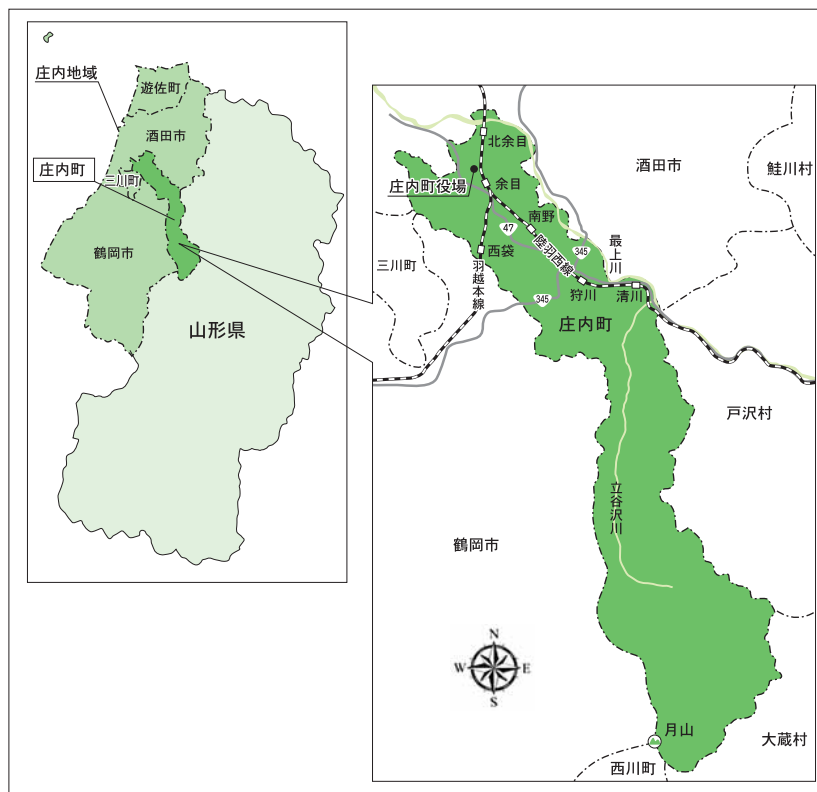 庄内地域
遊佐町
酒田市
庄内町
三川町
鶴岡市
山形県
北余目
酒田市
鮭川村
庄内町役場
余目
南野
47
陸羽西線
345
最上川
三川町
西袋
羽越本線
345
狩川
清川
庄内町
戸沢村
立谷沢川
鶴岡市
N
W
E
S
月山
大蔵村
西川町